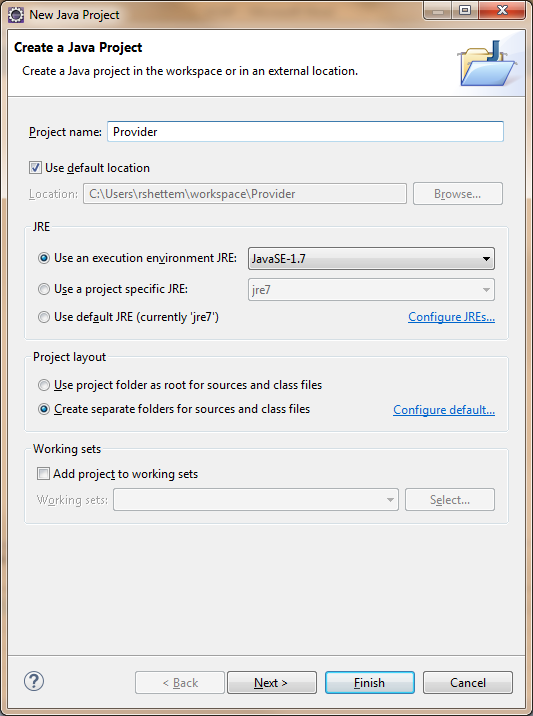 New Java Project
Create a Java Project
Create a Java project in the workspace or in an external location.
Project name: Provider
Use default location
Location: C:\Users\rshettem\workspace\Provider Browse...
JRE
Use an execution environment JRE: JavaSE-1.7
Use a project specific JRE: jre7
Use default JRE (currently 'jre7') Configure JREs...
Project layout
Use project folder as root for sources and class files
Create separate folders for sources and class files Configure default...
Working sets
Add project to working sets
Working sets: Select...
? < Back Next > Finish Cancel